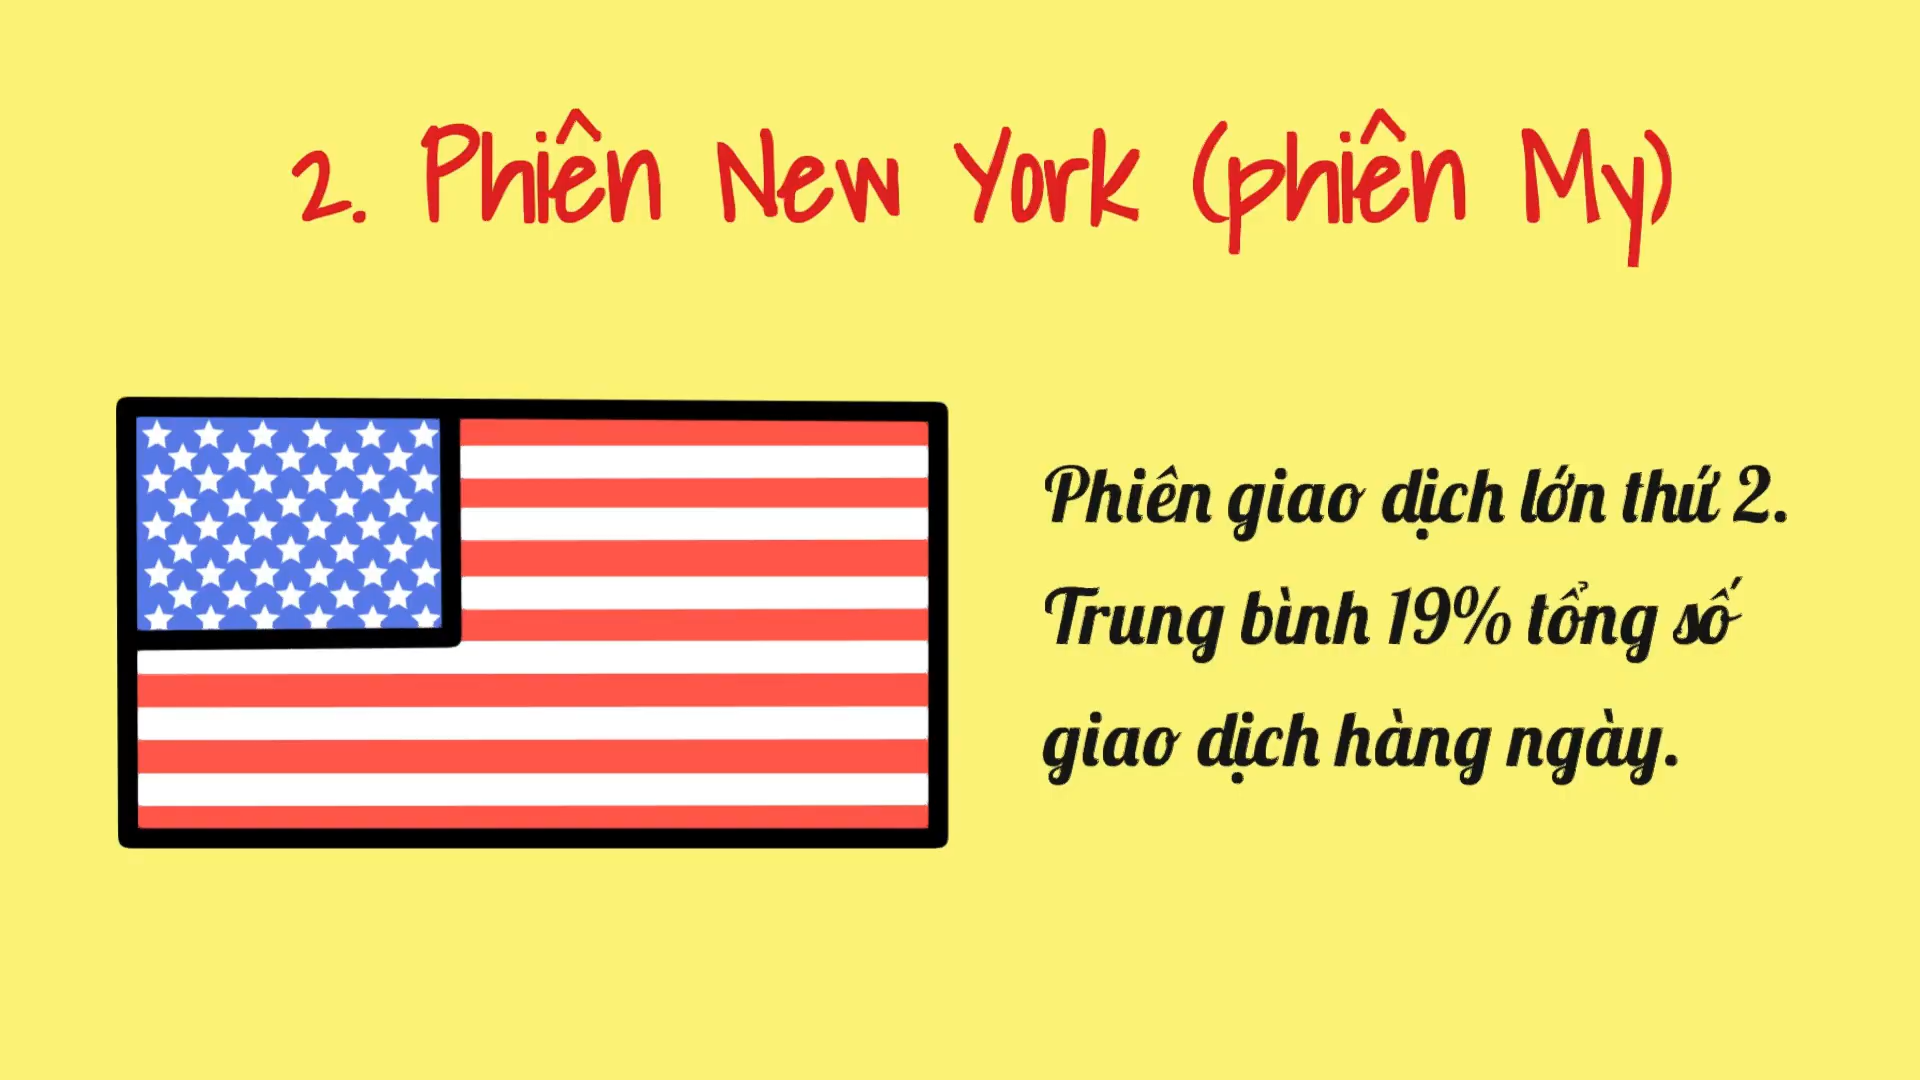 2. Phiên New York (phiên My)
Phiên giao dịch lớn thứ 2.
Trung bình 19% tổng số
giao dịch hàng ngày.